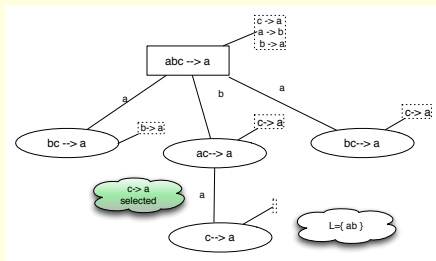 c -> a
a -> b
b -> a
abc --> a
a
b
a
b-> a
c-> a
c-> a
bc --> a
ac--> a
bc--> a
c-> a
selected
a
L={ ab }
c--> a